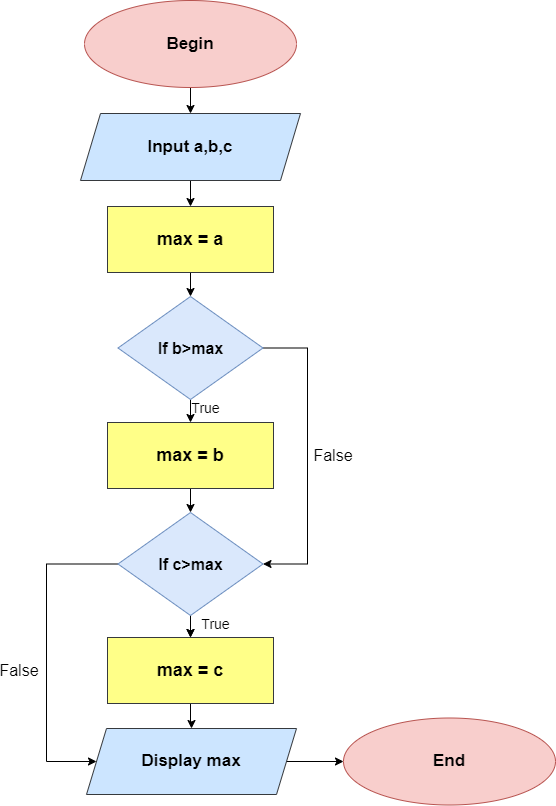 Begin
Input a,b,c
max = a
If b>max
True
False
max = b
If c>max
True
False
max = c
Display max
End